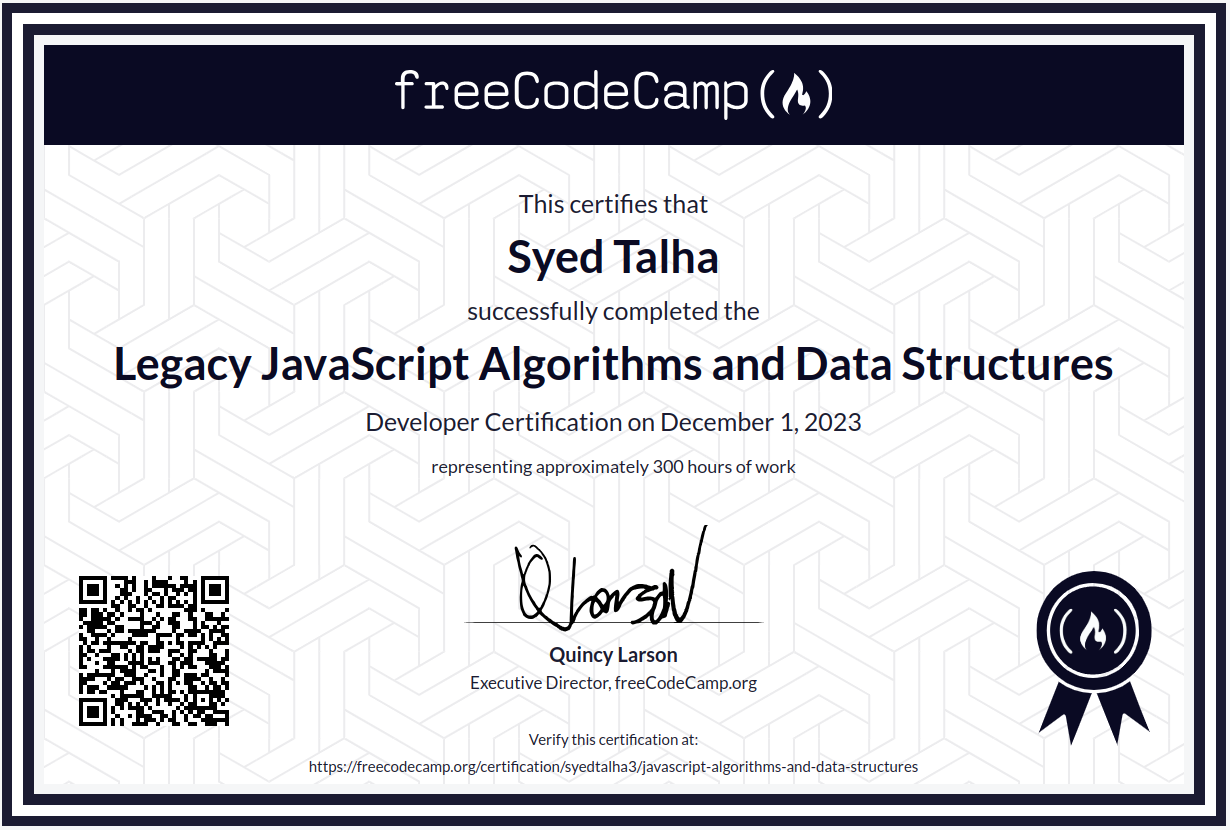 freeCodeCamp
This certifies that
Syed Talha
successfully completed the
Legacy JavaScript Algorithms and Data Structures
Developer Certification on December 1, 2023
representing approximately 300 hours of work
Quincy Larson
Executive Director, freeCodeCamp.org
Verify this certification at:
https://freecodecamp.org/certification/syedtalha3/javascript-algorithms-and-data-structures